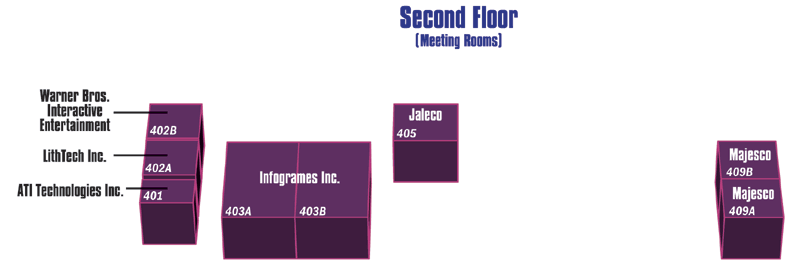 Second Floor
(Meeting Rooms)
Warner Bros.
Interactive
Entertainment
402B
LithTech Inc.
402A
ATI Technologies Inc.
401
Infogrames Inc.
403A
403B
Jaleco
405
Majesco
409B
Majesco
409A